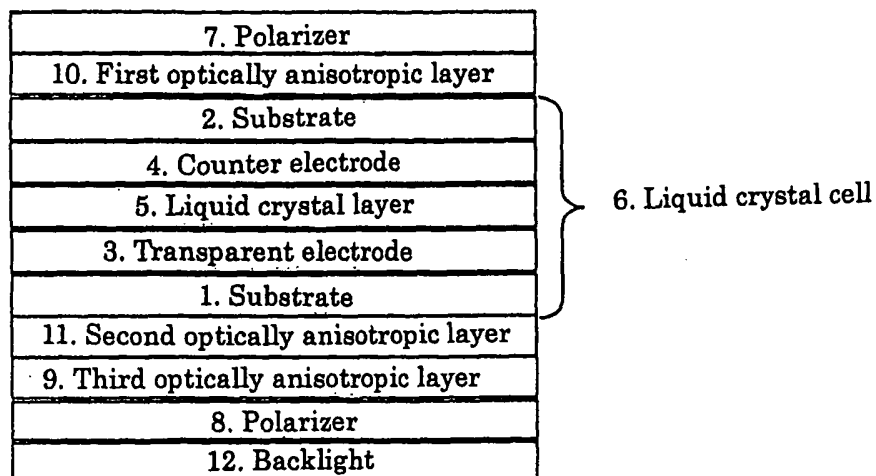 7. Polarizer
10. First optically anisotropic layer
2. Substrate
4. Counter electrode
5. Liquid crystal layer
6. Liquid crystal cell
3. Transparent electrode
1. Substrate
11. Second optically anisotropic layer
9. Third optically anisotropic layer
8. Polarizer
12. Backlight